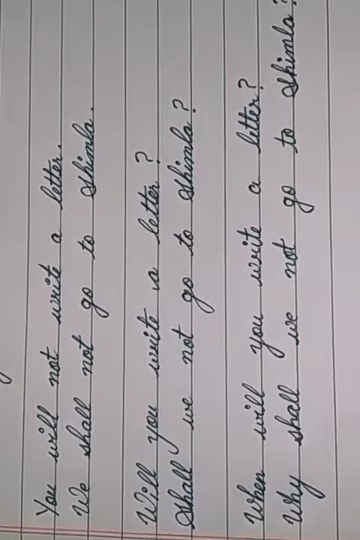 You will not write a letter.
We shall not go to Shimla.
Will you write a letter?
Shall we not go to Shimla?
When will you write a letter?
Why shall we not go to Shimla?